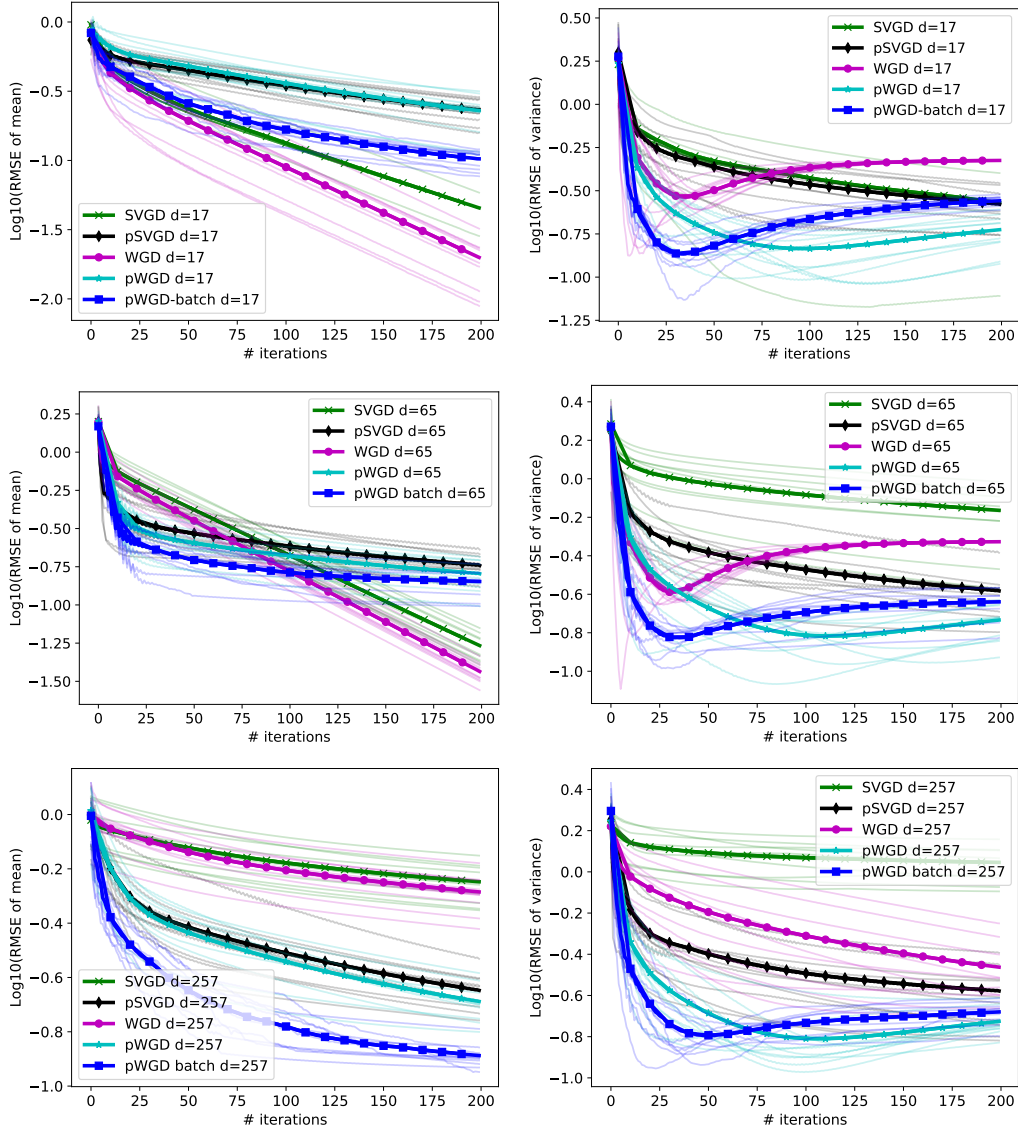 0.0
−0.5
−1.0
−1.5
−2.0
Log10(RMSE of mean)
SVGD d=17
pSVGD d=17
WGD d=17
pWGD d=17
pWGD-batch d=17
0 25 50 75 100 125 150 175 200
# iterations
0.50
0.25
0.00
−0.25
−0.50
−0.75
−1.00
−1.25
Log10(RMSE of variance)
SVGD d=17
pSVGD d=17
WGD d=17
pWGD d=17
pWGD-batch d=17
0 25 50 75 100 125 150 175 200
# iterations
0.25
0.00
−0.25
−0.50
−0.75
−1.00
−1.25
−1.50
Log10(RMSE of mean)
SVGD d=65
pSVGD d=65
WGD d=65
pWGD d=65
pWGD batch d=65
0 25 50 75 100 125 150 175 200
# iterations
0.4
0.2
0.0
−0.2
−0.4
−0.6
−0.8
−1.0
Log10(RMSE of variance)
SVGD d=65
pSVGD d=65
WGD d=65
pWGD d=65
pWGD batch d=65
0 25 50 75 100 125 150 175 200
# iterations
0.0
−0.2
−0.4
−0.6
−0.8
−1.0
Log10(RMSE of mean)
SVGD d=257
pSVGD d=257
WGD d=257
pWGD d=257
pWGD batch d=257
0 25 50 75 100 125 150 175 200
# iterations
0.4
0.2
0.0
−0.2
−0.4
−0.6
−0.8
−1.0
Log10(RMSE of variance)
SVGD d=257
pSVGD d=257
WGD d=257
pWGD d=257
pWGD batch d=257
0 25 50 75 100 125 150 175 200
# iterations